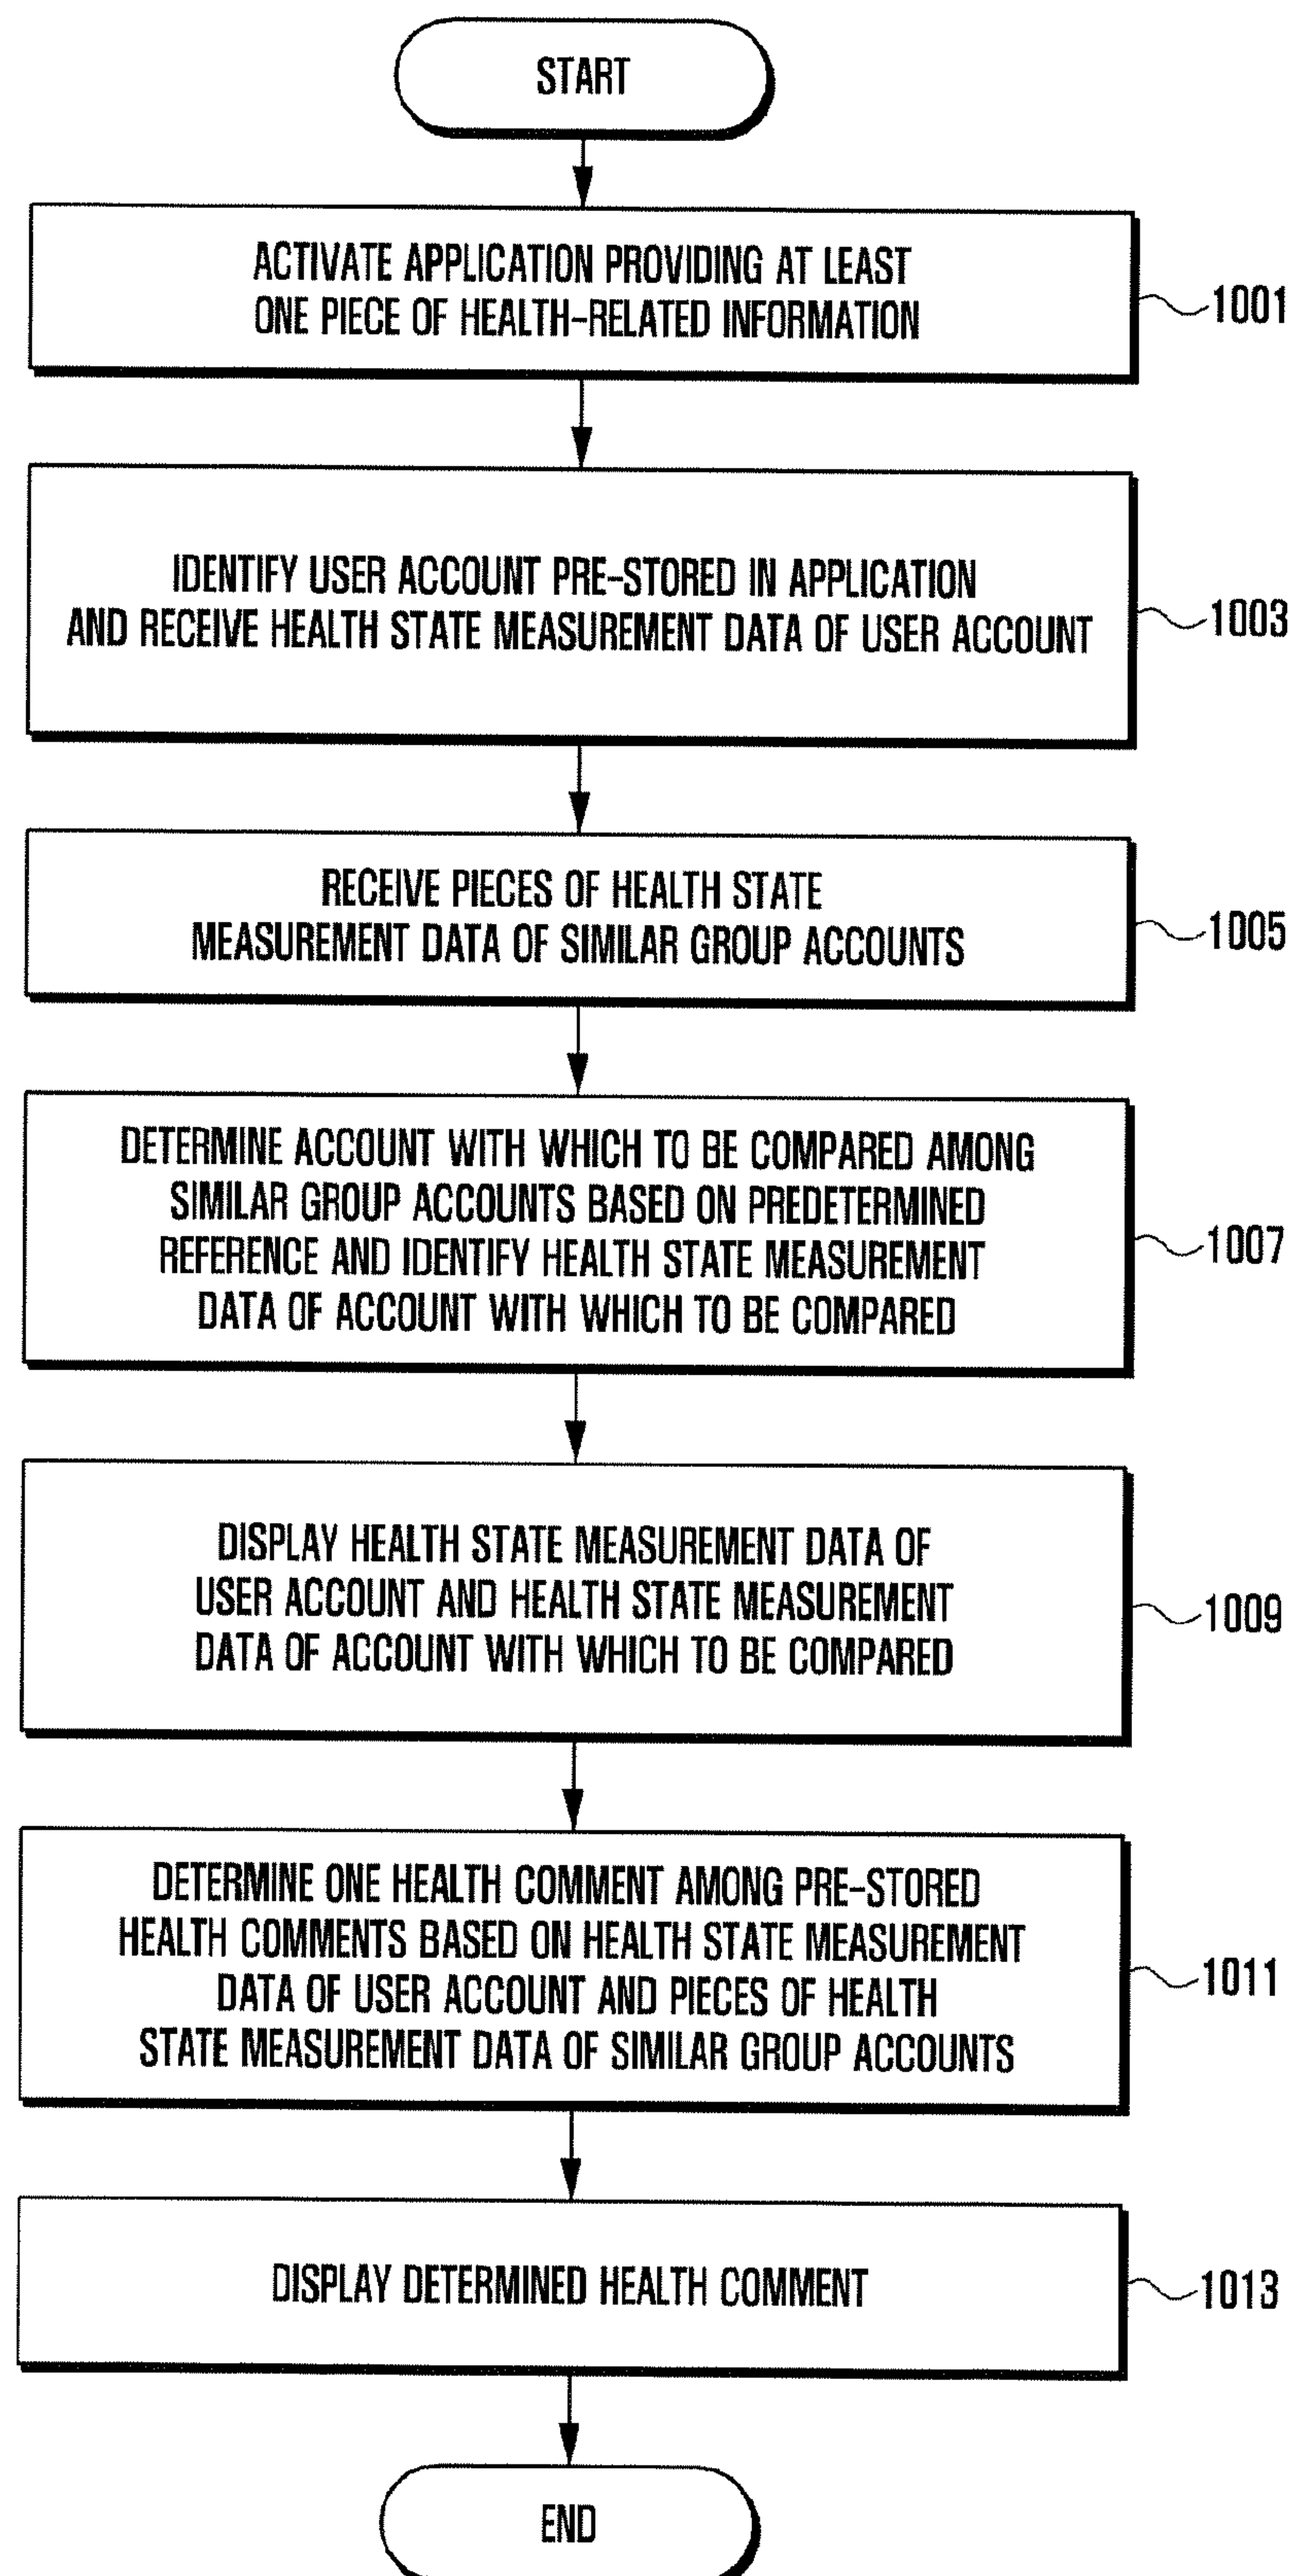 START
ACTIVATE APPLICATION PROVIDING AT LEAST
ONE PIECE OF HEALTH-RELATED INFORMATION
1001
IDENTIFY USER ACCOUNT PRE-STORED IN APPLICATION
AND RECEIVE HEALTH STATE MEASUREMENT DATA OF USER ACCOUNT
1003
RECEIVE PIECES OF HEALTH STATE
MEASUREMENT DATA OF SIMILAR GROUP ACCOUNTS
1005
DETERMINE ACCOUNT WITH WHICH TO BE COMPARED AMONG
SIMILAR GROUP ACCOUNTS BASED ON PREDETERMINED
REFERENCE AND IDENTIFY HEALTH STATE MEASUREMENT
DATA OF ACCOUNT WITH WHICH TO BE COMPARED
1007
DISPLAY HEALTH STATE MEASUREMENT DATA OF
USER ACCOUNT AND HEALTH STATE MEASUREMENT
DATA OF ACCOUNT WITH WHICH TO BE COMPARED
1009
DETERMINE ONE HEALTH COMMENT AMONG PRE-STORED
HEALTH COMMENTS BASED ON HEALTH STATE MEASUREMENT
DATA OF USER ACCOUNT AND PIECES OF HEALTH
STATE MEASUREMENT DATA OF SIMILAR GROUP ACCOUNTS
1011
DISPLAY DETERMINED HEALTH COMMENT
1013
END